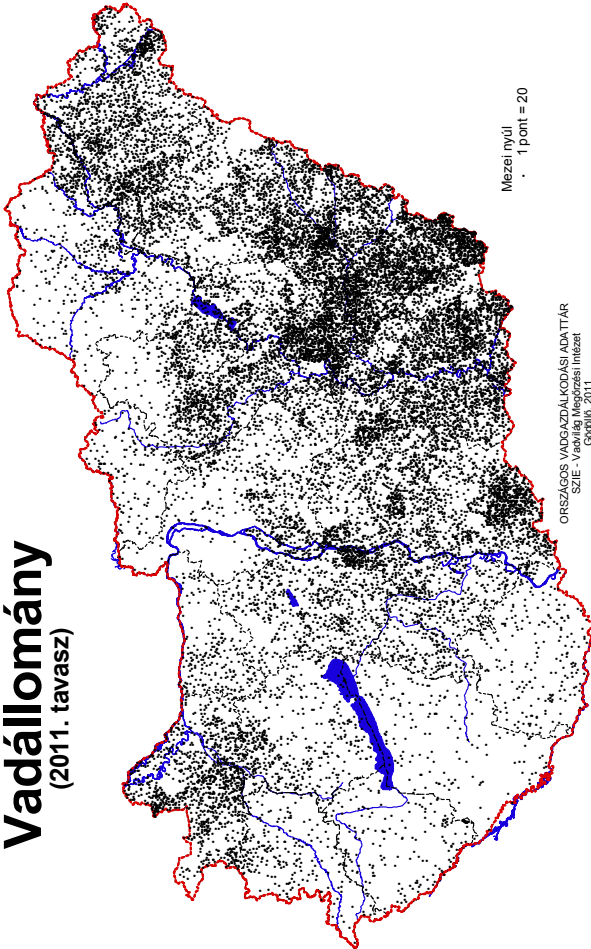 Vadállomány
(2011. tavasz)
Mezei nyúl
· 1 pont = 20
ORSZÁGOS VADGAZDÁLKODÁSI ADATTÁR
SZIE - Vadvilág Megőrzési Intézet
Gödöllő, 2011